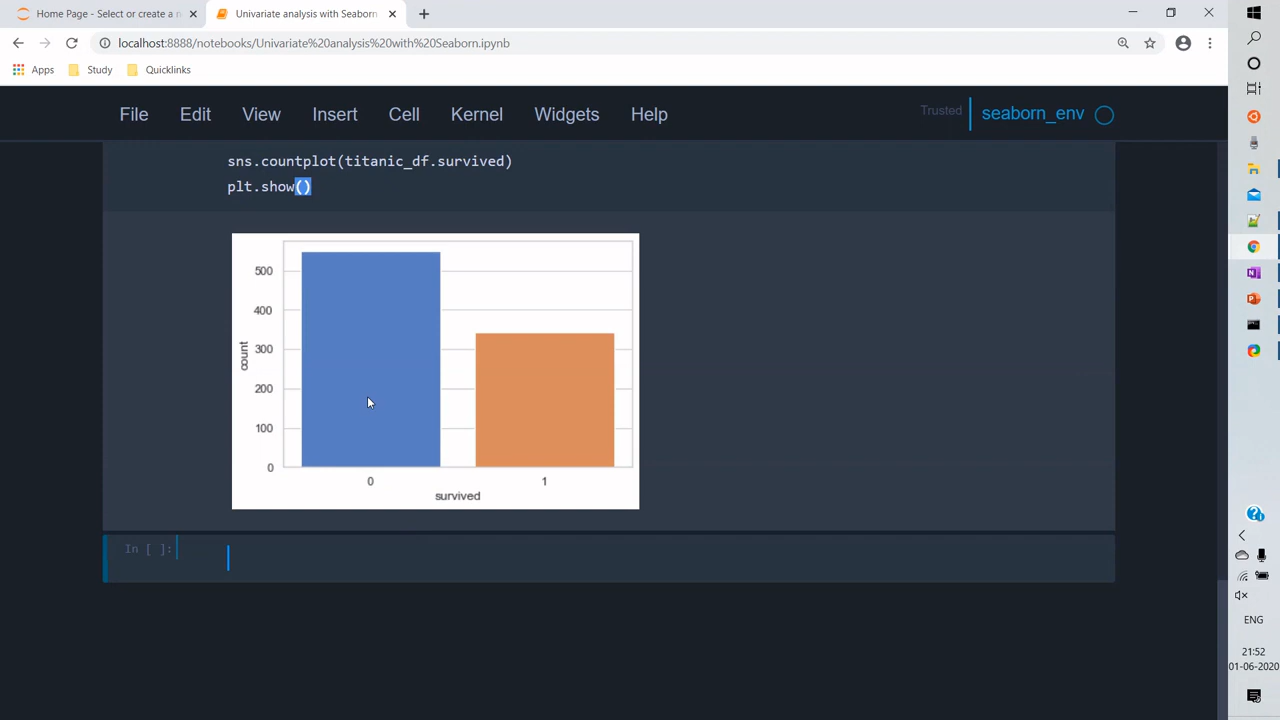 Home Page - Select or create a n
Univariate analysis with Seaborn
localhost:8888/notebooks/Univariate%20analysis%20with%20Seaborn.ipynb
Apps
Study
Quicklinks
File Edit View Insert Cell Kernel Widgets Help
Trusted
seaborn_env
sns.countplot(titanic_df.survived)
plt.show()
500
400
300
200
100
0
count
0 1
survived
In [ ]:
ENG
21:52
01-06-2020